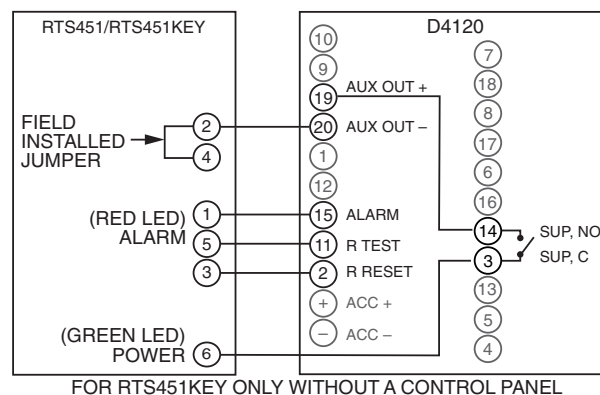 RTS451/RTS451KEY
D4120
10
9
19 AUX OUT +
20 AUX OUT –
1
12
15 ALARM
11 R TEST
2 R RESET
+ ACC +
– ACC –
FIELD
INSTALLED
JUMPER
2
4
(RED LED)
ALARM
1
5
3
(GREEN LED)
POWER
6
7
18
8
17
6
16
14 SUP, NO
3 SUP, C
13
5
4
FOR RTS451KEY ONLY WITHOUT A CONTROL PANEL